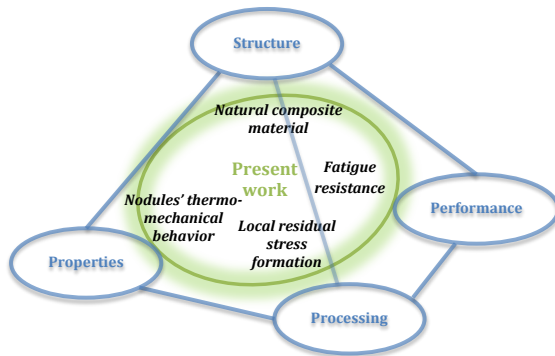 Structure
Natural composite
material
Present
work
Fatigue
resistance
Nodules' thermo-
mechanical
behavior
Local residual
stress
formation
Performance
Properties
Processing